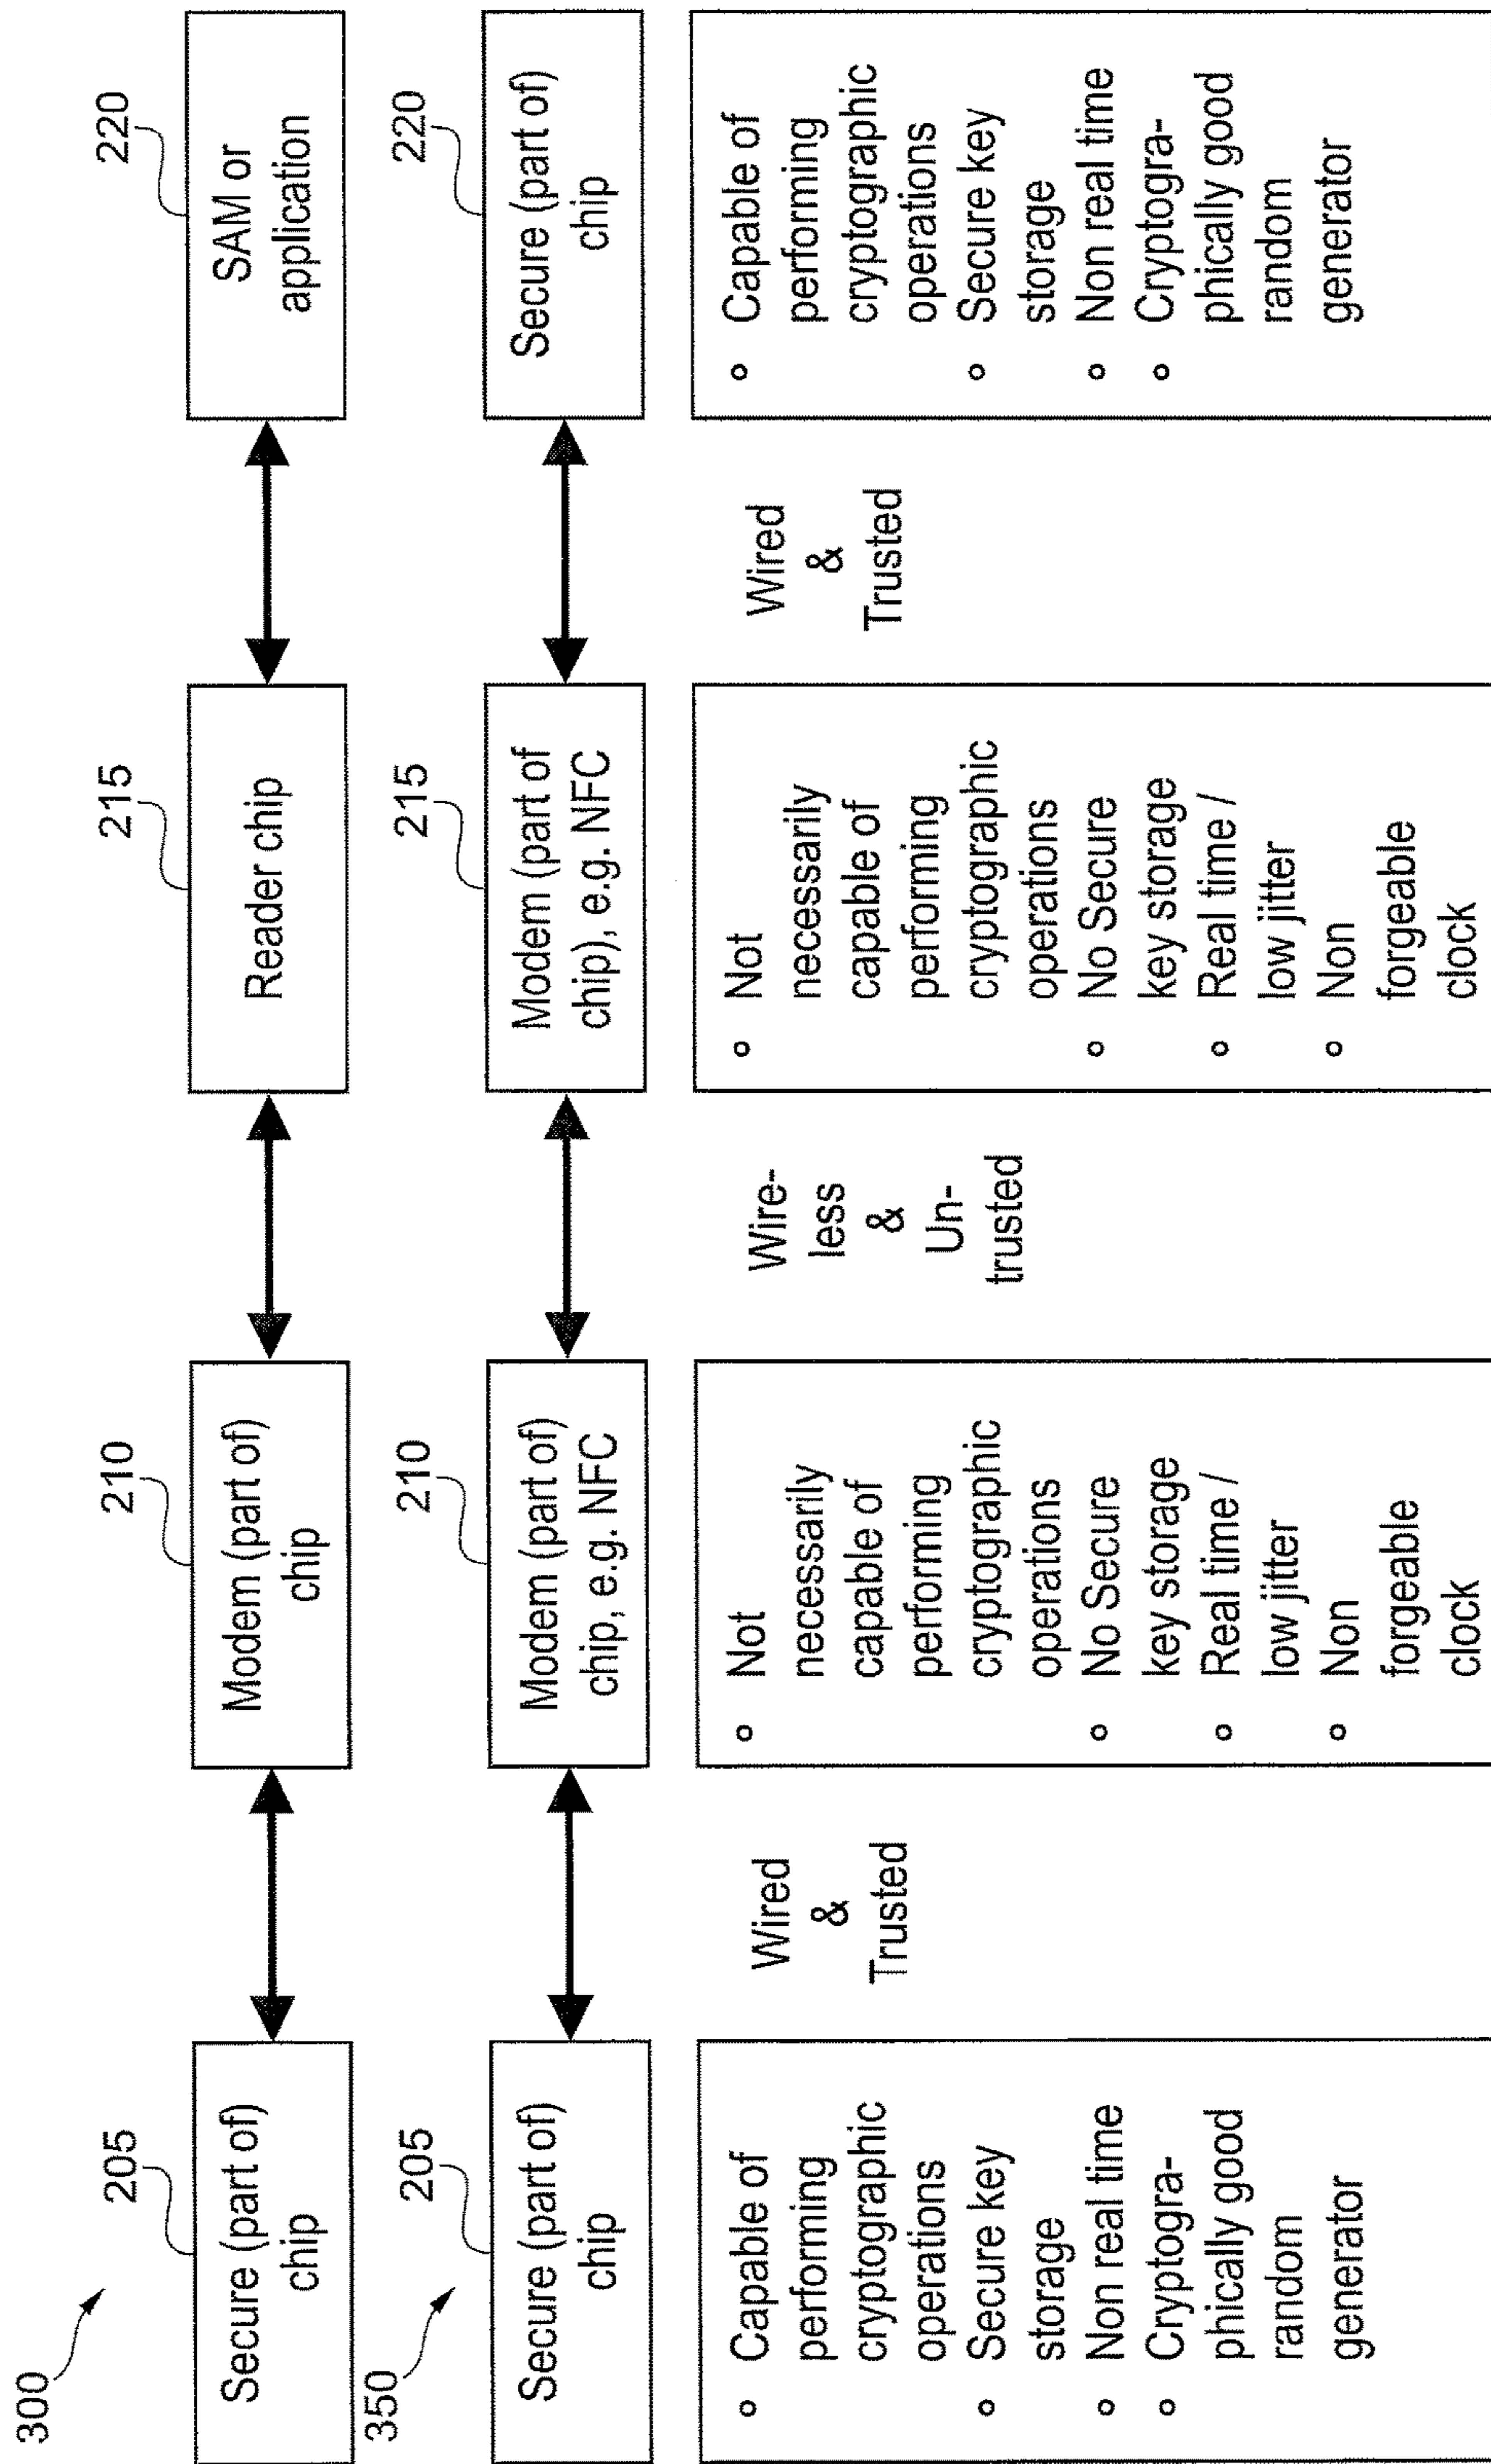 300
205
Secure (part of)
chip
210
Modem (part of)
chip
215
Reader chip
220
SAM or
application
350
205
Secure (part of)
chip
210
Modem (part of
chip, e.g. NFC
215
Modem (part of
chip), e.g. NFC
220
Secure (part of)
chip
Capable of
performing
cryptographic
operations
Secure key
storage
Non real time
Cryptogra-
phically good
random
generator
Wired
&
Trusted
Not
necessarily
capable of
performing
cryptographic
operations
No Secure
key storage
Real time /
low jitter
Non
forgeable
clock
Wire-
less
&
Un-
trusted
Not
necessarily
capable of
performing
cryptographic
operations
No Secure
key storage
Real time /
low jitter
Non
forgeable
clock
Wired
&
Trusted
Capable of
performing
cryptographic
operations
Secure key
storage
Non real time
Cryptogra-
phically good
random
generator